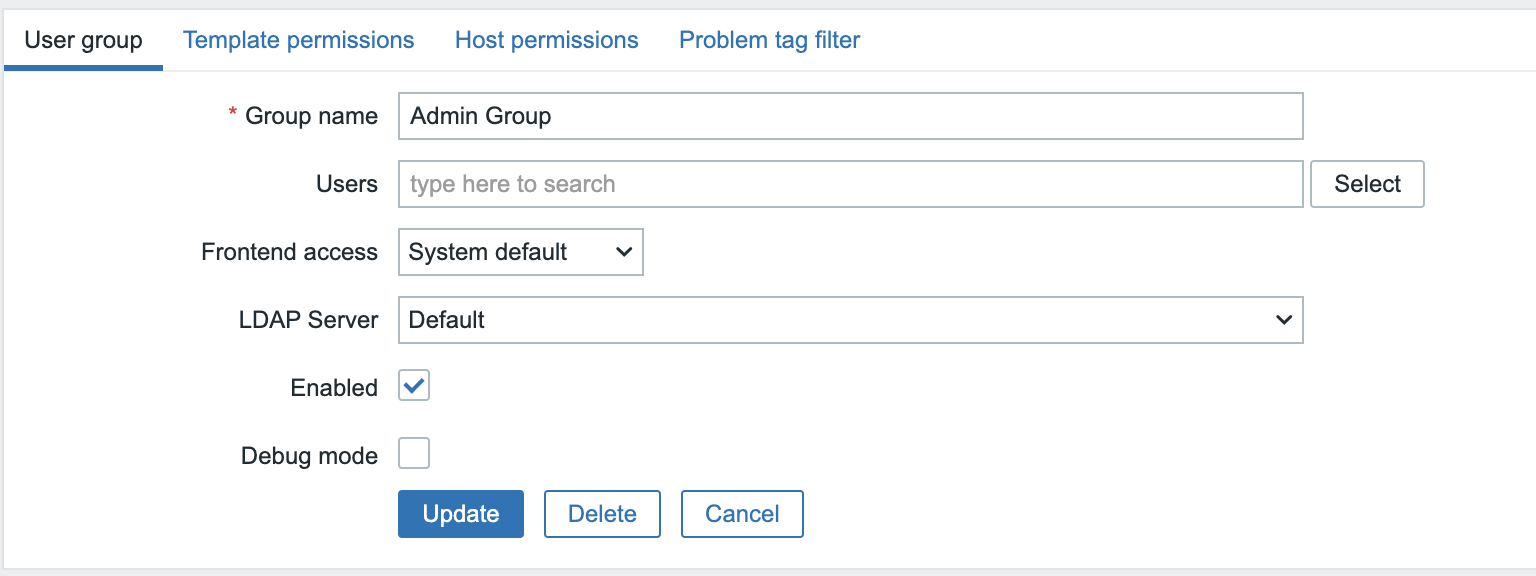 User group Template permissions Host permissions Problem tag filter
* Group name Admin Group
Users type here to search Select
Frontend access System default
LDAP Server Default
Enabled
Debug mode
Update Delete Cancel